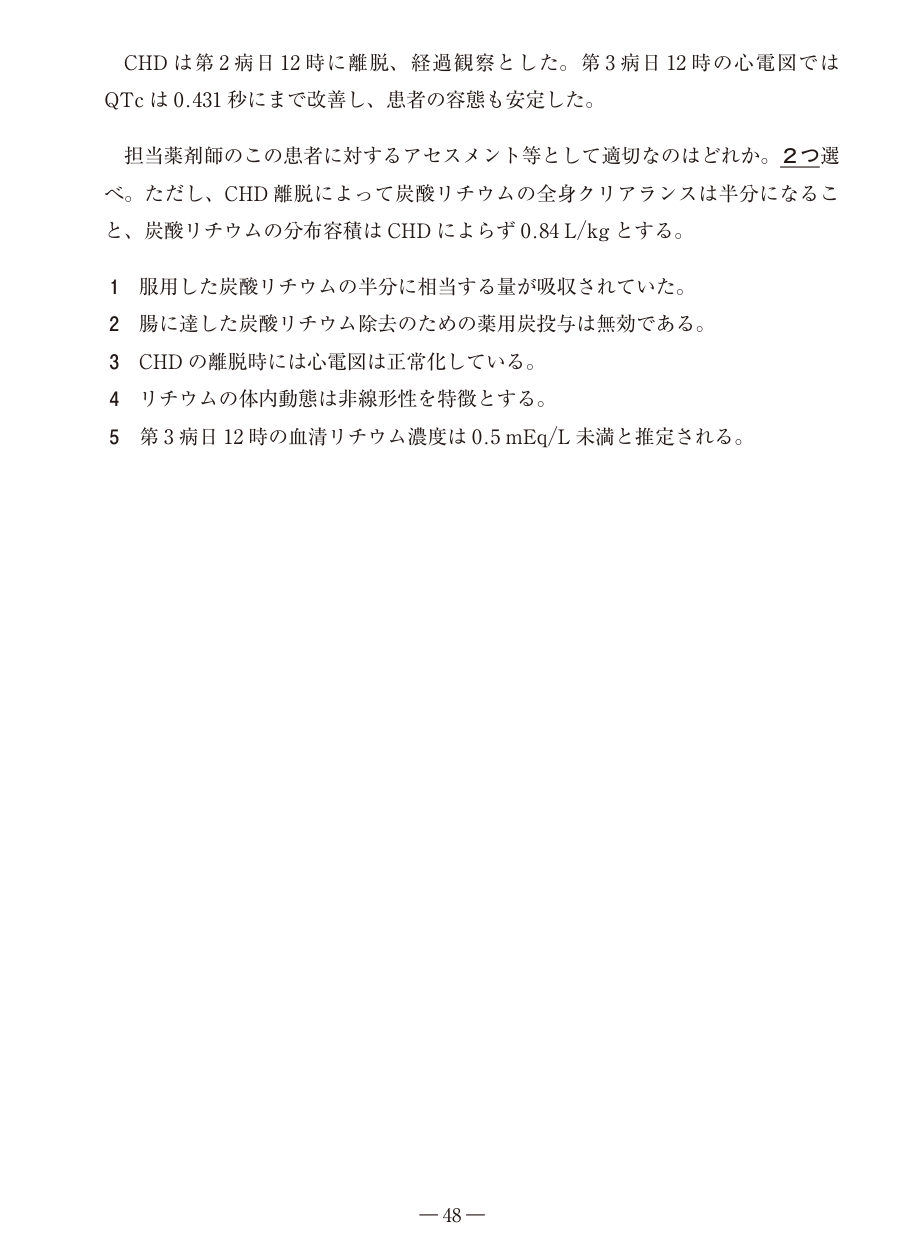 CHD は第 2 病日 12 時に離脱、経過観察とした。第 3 病日 12 時の心電図では
QTc は 0.431 秒にまで改善し、患者の容態も安定した。
担当薬剤師のこの患者に対するアセスメント等として適切なのはどれか。2つ選
べ。ただし、CHD 離脱によって炭酸リチウムの全身クリアランスは半分になるこ
と、炭酸リチウムの分布容積は CHD によらず 0.84 L/kg とする。
1 服用した炭酸リチウムの半分に相当する量が吸収されていた。
2 腸に達した炭酸リチウム除去のための薬用炭投与は無効である。
3 CHD の離脱時には心電図は正常化している。
4 リチウムの体内動態は非線形性を特徴とする。
5 第 3 病日 12 時の血清リチウム濃度は 0.5 mEq/L 未満と推定される。
― 48 ―